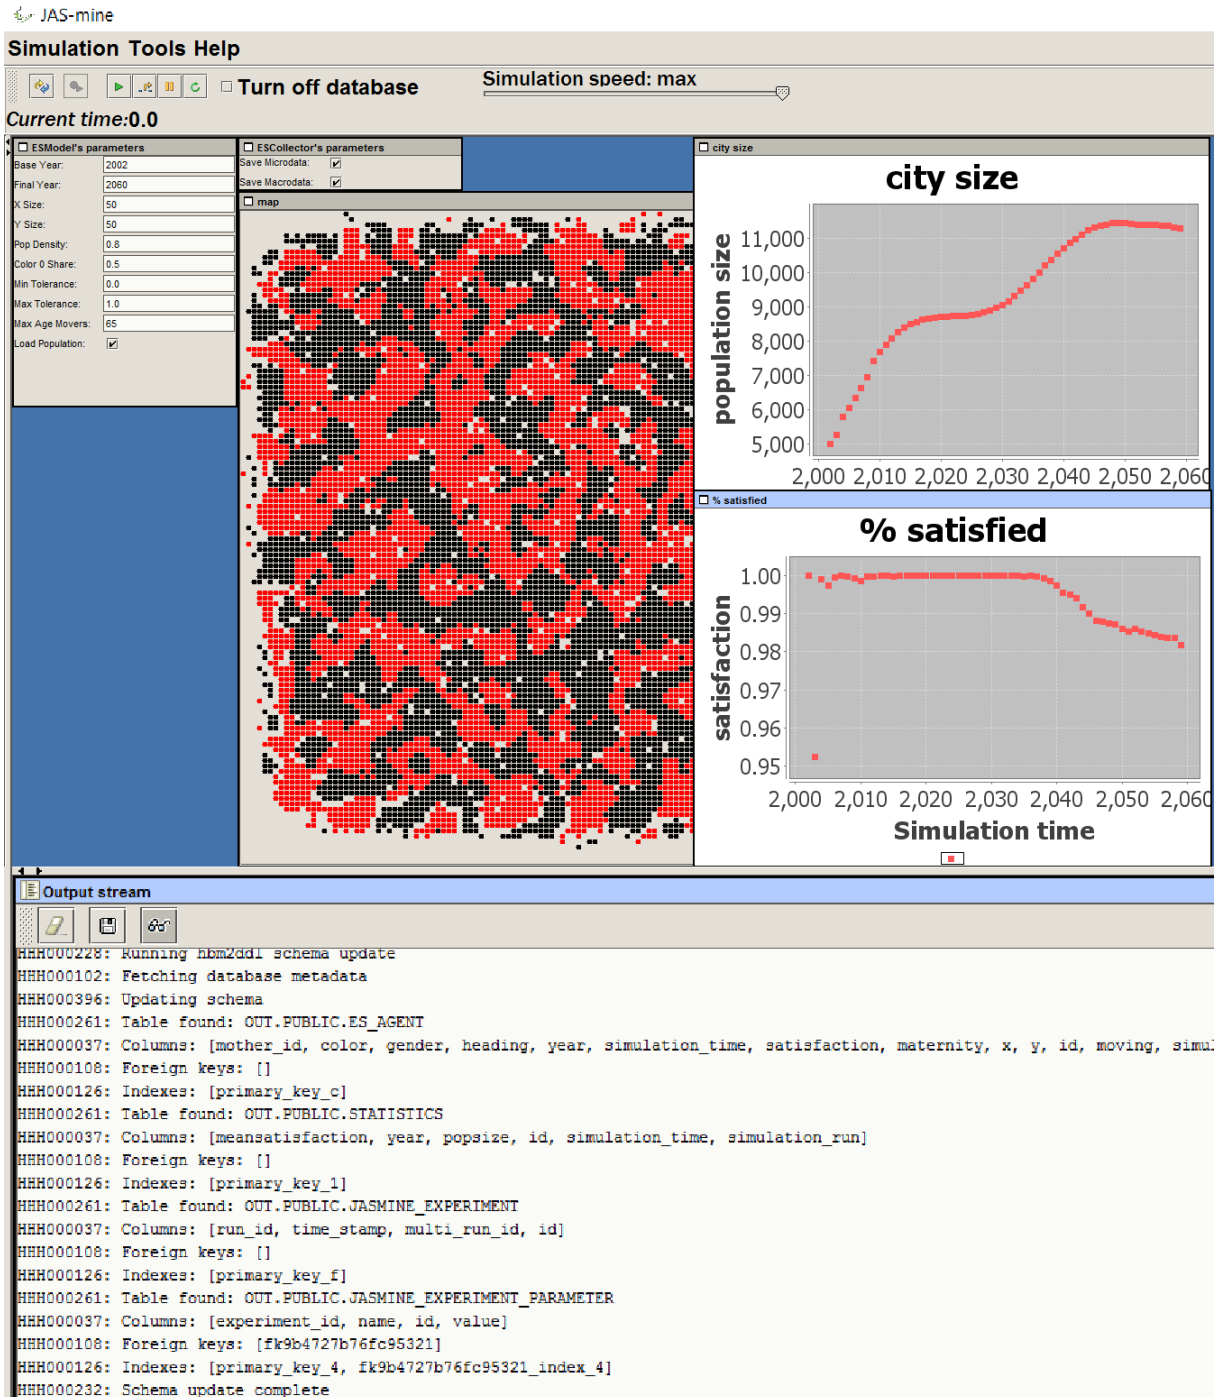 JAS-mine
Simulation Tools Help
Turn off database
Simulation speed: max
Current time:0.0
ESModel's parameters
Base Year: 2002
Final Year: 2060
X Size: 50
Y Size: 50
Pop Density: 0.8
Color 0 Share: 0.5
Min Tolerance: 0.0
Max Tolerance: 1.0
Max Age Movers: 65
Load Population:
ESCollector's parameters
Save Microdata:
Save Macrodata:
map
city size
city size
population size
11,000
10,000
9,000
8,000
7,000
6,000
5,000
2,000 2,010 2,020 2,030 2,040 2,050 2,060
% satisfied
% satisfied
satisfaction
1.00
0.99
0.98
0.97
0.96
0.95
2,000 2,010 2,020 2,030 2,040 2,050 2,060
Simulation time
Output stream
HHH000228: Running hbm2ddl schema update
HHH000102: Fetching database metadata
HHH000396: Updating schema
HHH000261: Table found: OUT.PUBLIC.ES_AGENT
HHH000037: Columns: [mother_id, color, gender, heading, year, simulation_time, satisfaction, maternity, x, y, id, moving, simul
HHH000108: Foreign keys: []
HHH000126: Indexes: [primary_key_c]
HHH000261: Table found: OUT.PUBLIC.STATISTICS
HHH000037: Columns: [meansatisfaction, year, popsize, id, simulation_time, simulation_run]
HHH000108: Foreign keys: []
HHH000126: Indexes: [primary_key_1]
HHH000261: Table found: OUT.PUBLIC.JASMINE_EXPERIMENT
HHH000037: Columns: [run_id, time_stamp, multi_run_id, id]
HHH000108: Foreign keys: []
HHH000126: Indexes: [primary_key_f]
HHH000261: Table found: OUT.PUBLIC.JASMINE_EXPERIMENT_PARAMETER
HHH000037: Columns: [experiment_id, name, id, value]
HHH000108: Foreign keys: [fk9b4727b76fc95321]
HHH000126: Indexes: [primary_key_4, fk9b4727b76fc95321_index_4]
HHH000232: Schema update complete